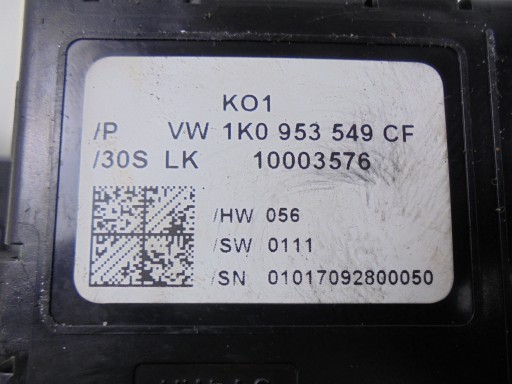 KO1
/P VW 1K0 953 549 CF
/30S LK 10003576
/HW 056
/SW 0111
/SN 01017092800050